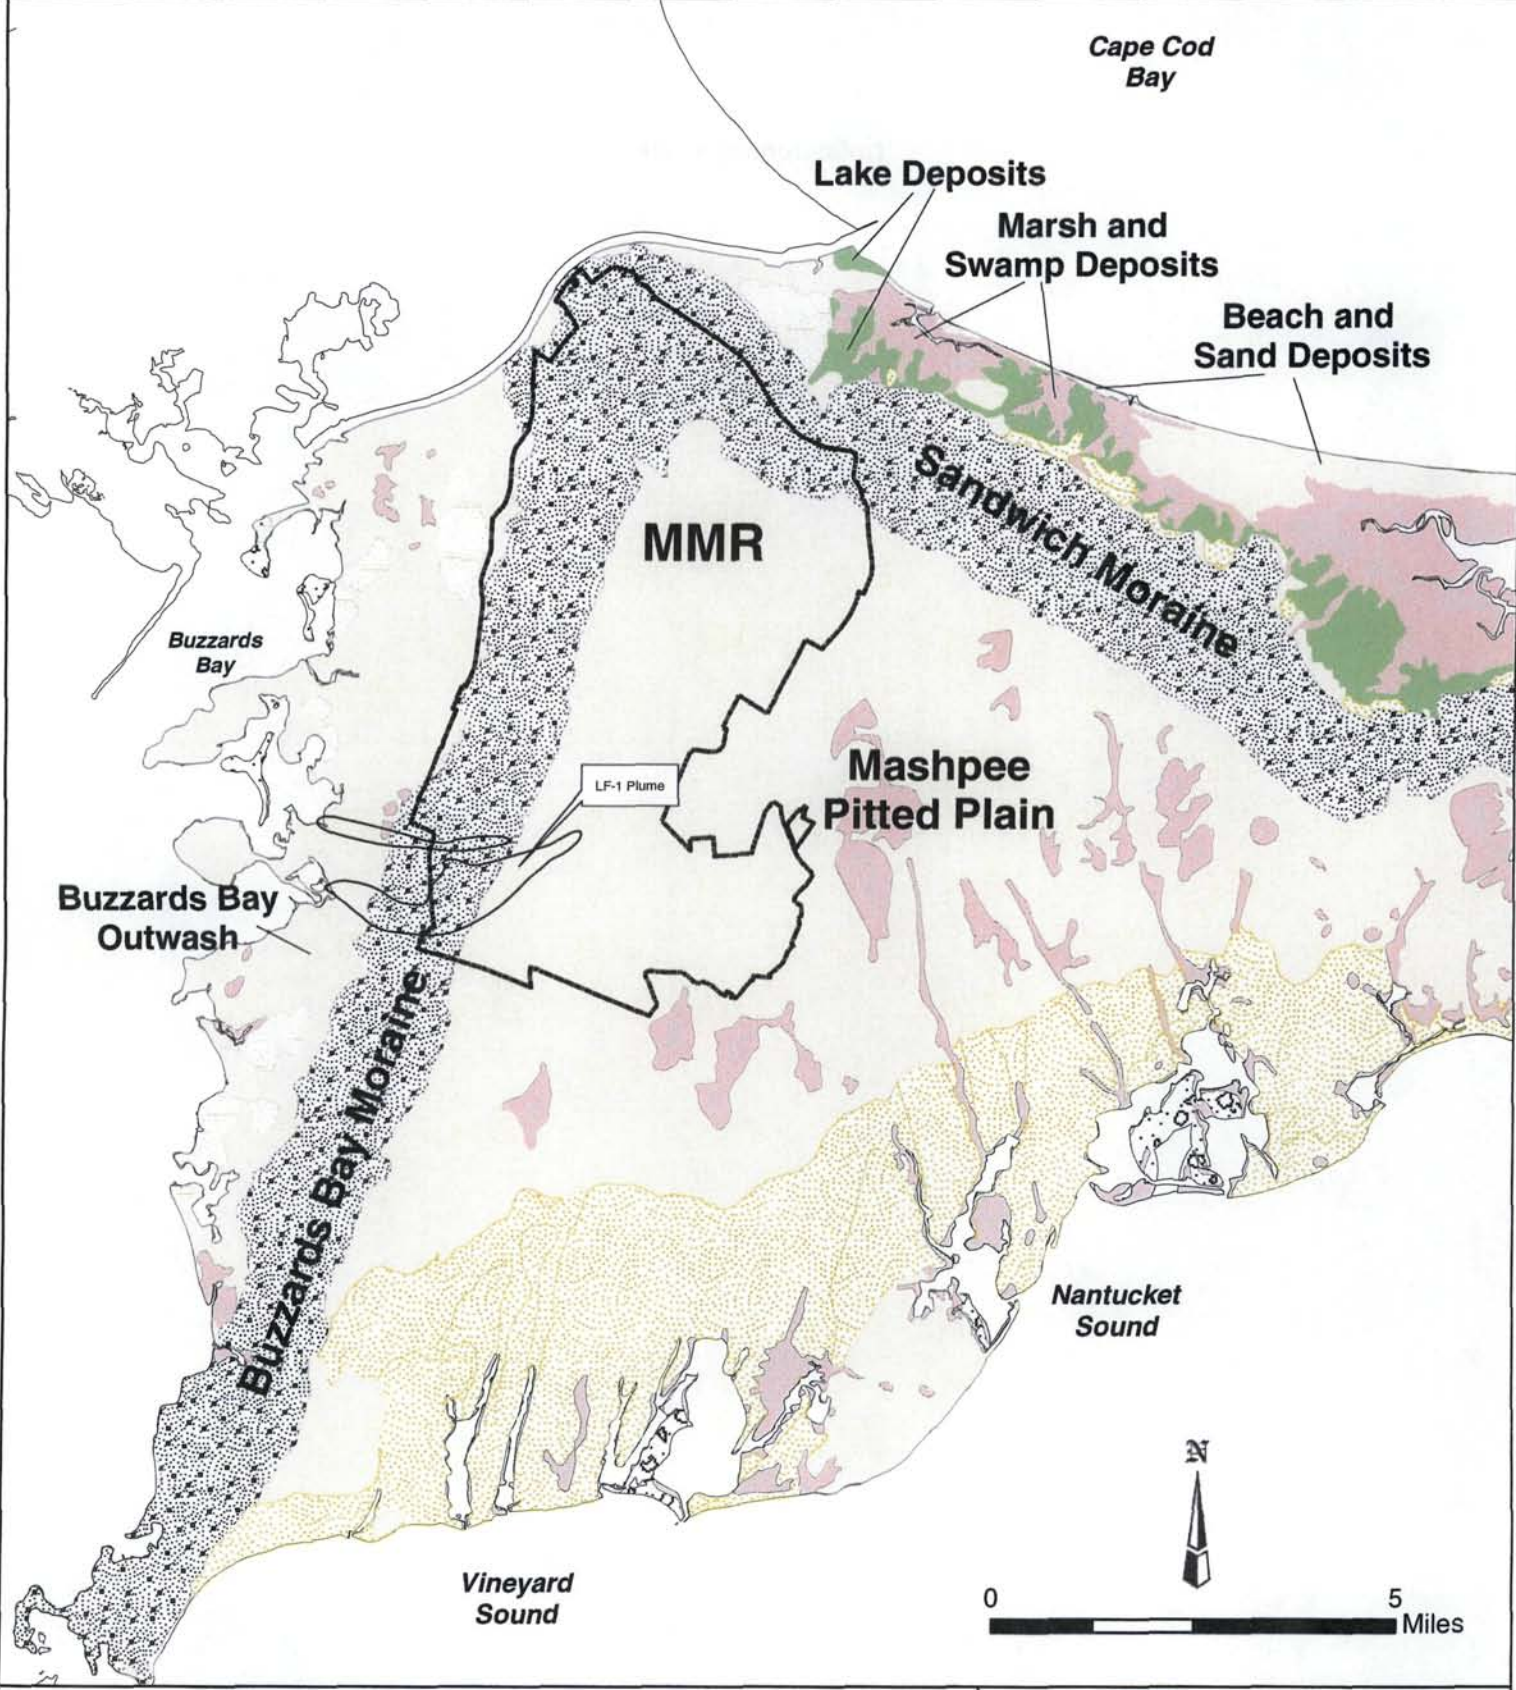 Cape Cod
Bay
Lake Deposits
Marsh and
Swamp Deposits
Beach and
Sand Deposits
Sandwich Moraine
MMR
Buzzards
Bay
LF-1 Plume
Mashpee
Pitted Plain
Buzzards Bay
Outwash
Buzzards Bay Moraine
Nantucket
Sound
N
Vineyard
Sound
0 5
Miles